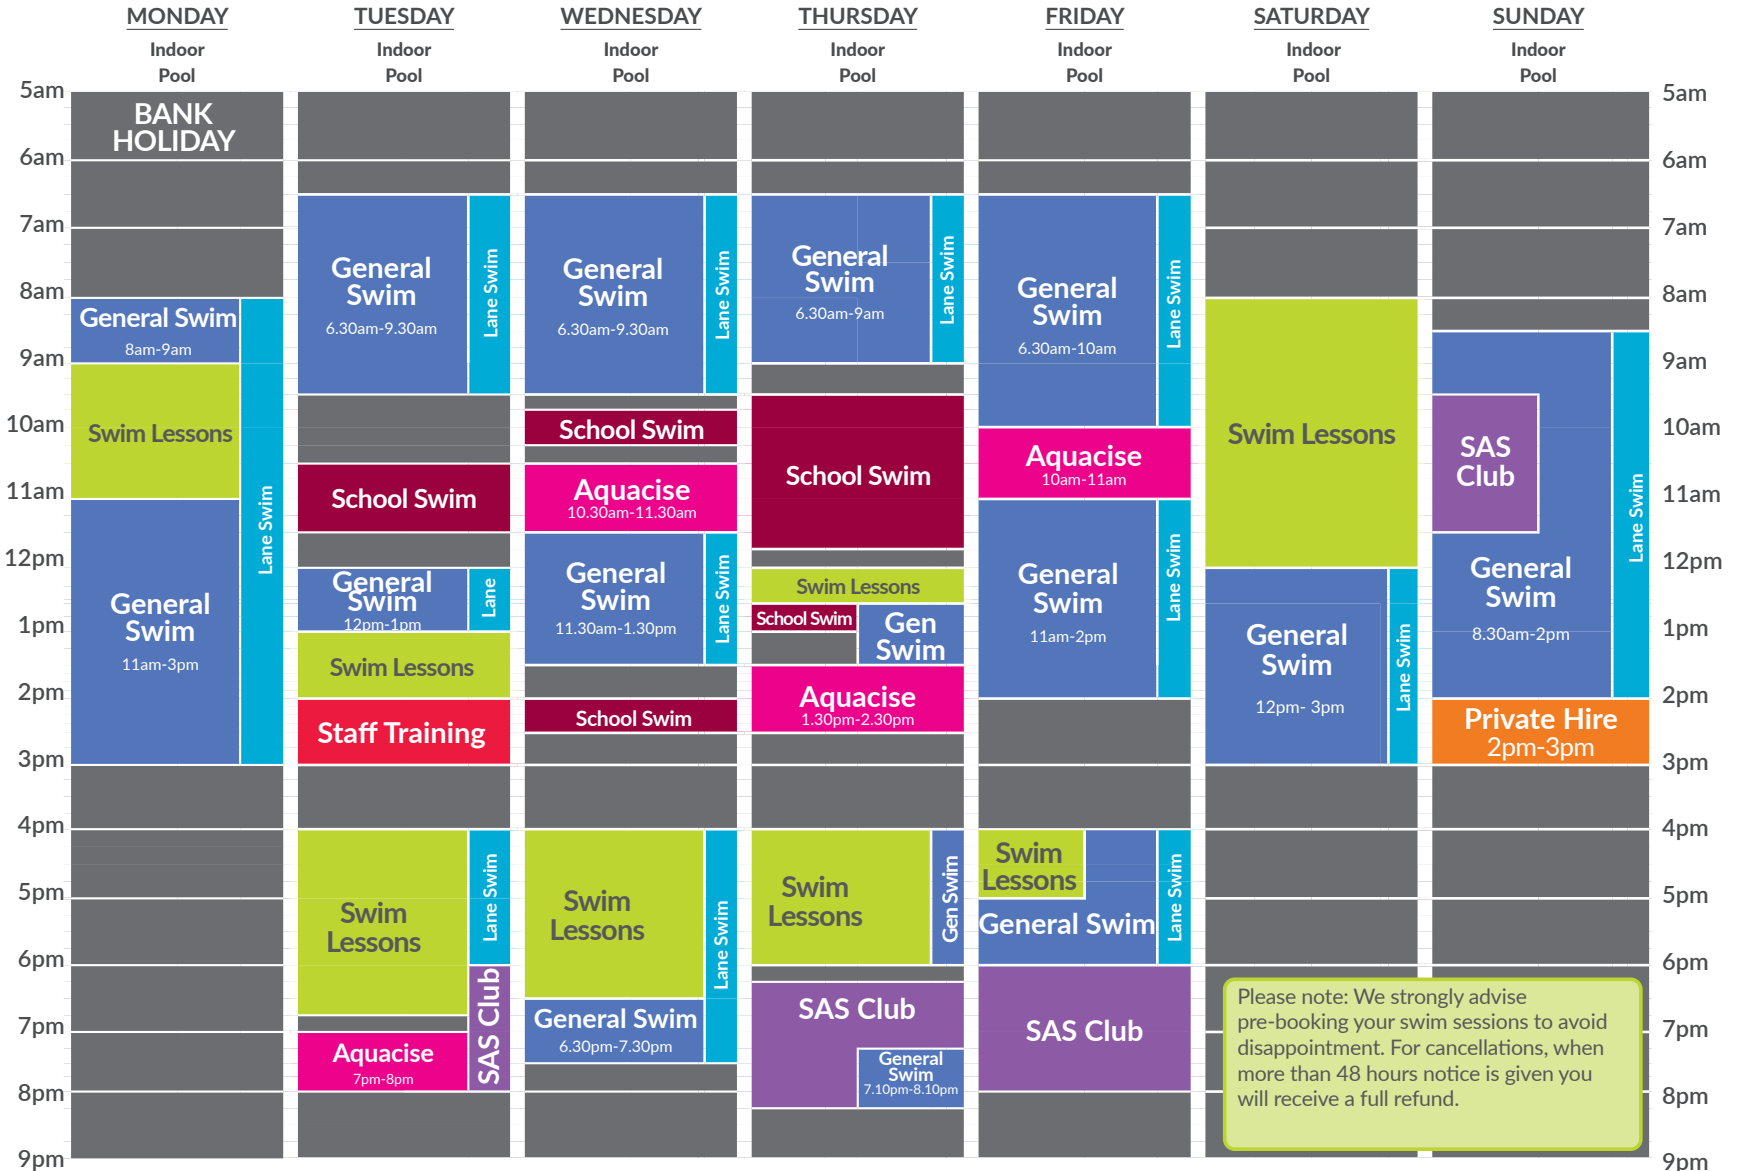 MONDAY
TUESDAY
WEDNESDAY
THURSDAY
FRIDAY
SATURDAY
SUNDAY
Indoor
Pool
Indoor
Pool
Indoor
Pool
Indoor
Pool
Indoor
Pool
Indoor
Pool
Indoor
Pool
5am
6am
7am
8am
9am
10am
11am
12pm
1pm
2pm
3pm
4pm
5pm
6pm
7pm
8pm
9pm
BANK
HOLIDAY
General Swim
8am-9am
Swim Lessons
General
Swim
11am-3pm
Lane Swim
General
Swim
6.30am-9.30am
Lane Swim
School Swim
General
Swim
12pm-1pm
Lane
Swim Lessons
Staff Training
Swim
Lessons
Lane Swim
SAS Club
Aquacise
7pm-8pm
General
Swim
6.30am-9.30am
Lane Swim
School Swim
Aquacise
10.30am-11.30am
General
Swim
11.30am-1.30pm
Lane Swim
School Swim
Swim
Lessons
Lane Swim
General Swim
6.30pm-7.30pm
General
Swim
6.30am-9am
Lane Swim
School Swim
Swim Lessons
School Swim
Gen
Swim
Aquacise
1.30pm-2.30pm
Swim
Lessons
Gen Swim
SAS Club
General
Swim
7.10pm-8.10pm
General
Swim
6.30am-10am
Lane Swim
Aquacise
10am-11am
General
Swim
11am-2pm
Lane Swim
Swim
Lessons
General Swim
Lane Swim
SAS Club
Swim Lessons
General
Swim
12pm- 3pm
Lane Swim
SAS
Club
General
Swim
8.30am-2pm
Lane Swim
Private Hire
2pm-3pm
Please note: We strongly advise
pre-booking your swim sessions to avoid
disappointment. For cancellations, when
more than 48 hours notice is given you
will receive a full refund.
5am
6am
7am
8am
9am
10am
11am
12pm
1pm
2pm
3pm
4pm
5pm
6pm
7pm
8pm
9pm